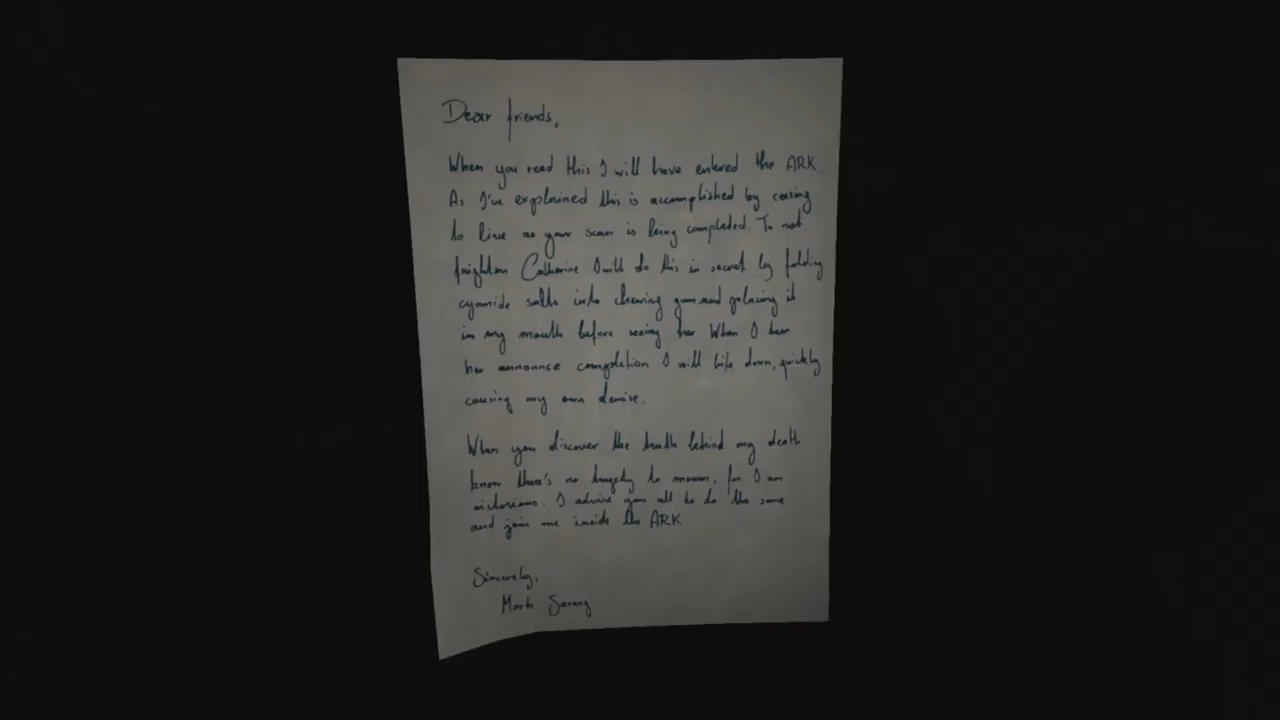 Dear friends,
When you read this I will have entered the ARK.
As I've explained this is accomplished by ceasing
to live as your scan is being completed. To not
frighten Catherine I will do this in secret by folding
cyanide salts into chewing gum and placing it
in my mouth before seeing her. When I hear
her announce completion I will bite down, quickly
causing my own demise.
When you discover the truth behind my death
know there's no tragedy to mourn, for I am
victorious. I advise you all to do the same
and join me inside the ARK
Sincerely,
Mark Sarang